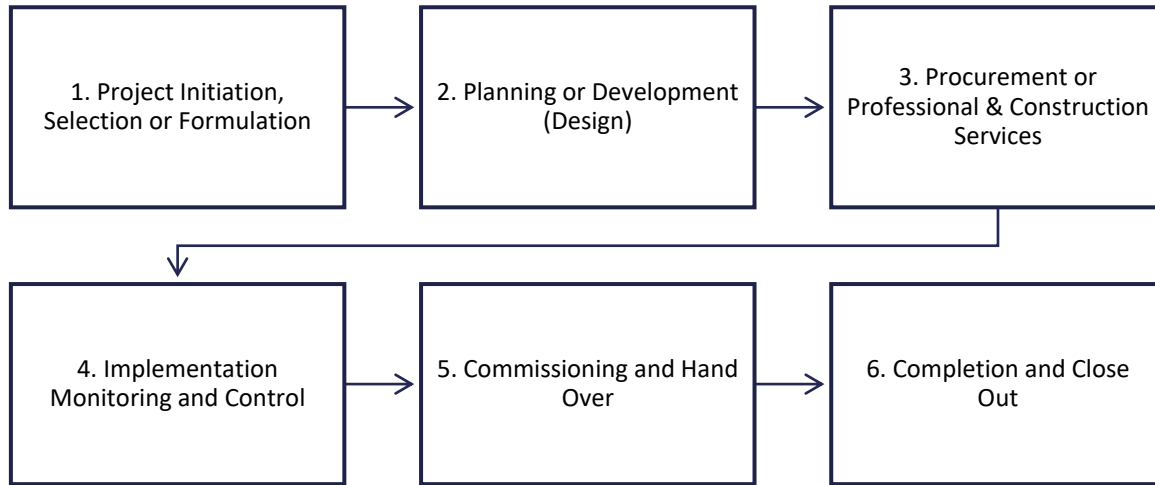 1. Project Initiation,
Selection or Formulation
2. Planning or Development
(Design)
3. Procurement or
Professional & Construction
Services
4. Implementation
Monitoring and Control
5. Commissioning and Hand
Over
6. Completion and Close
Out